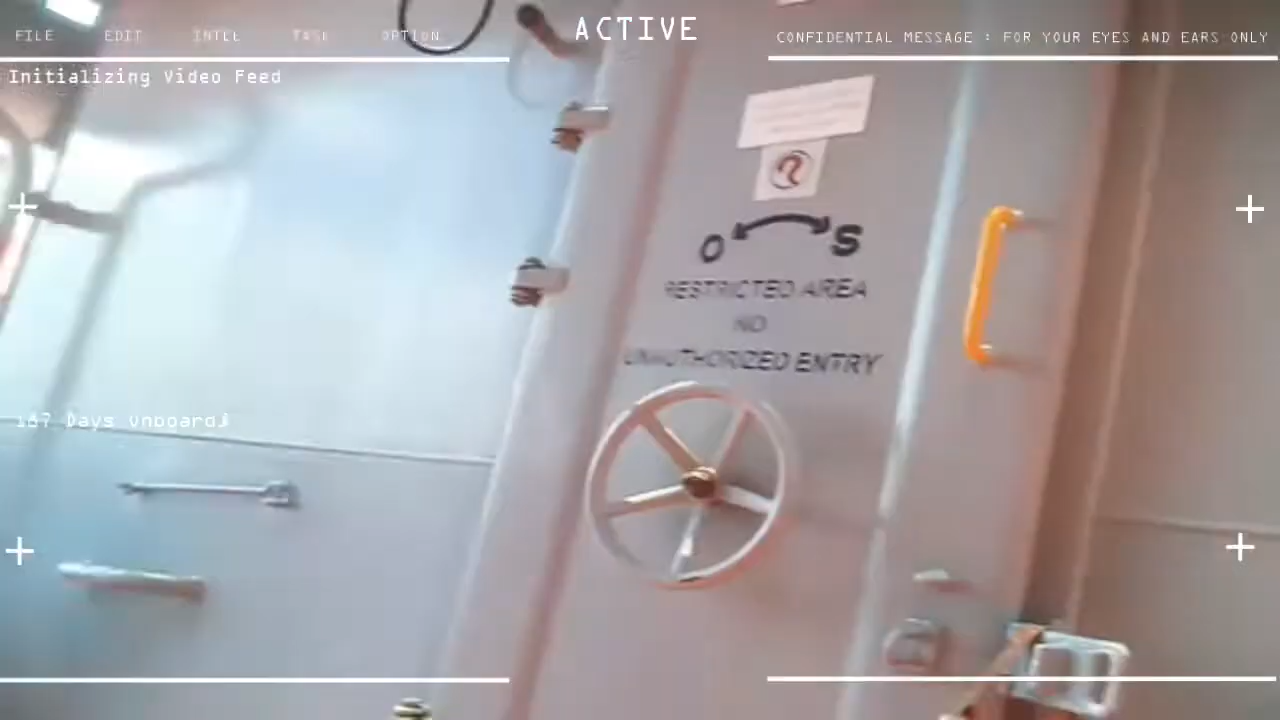 FILE EDIT INTEL TASK OPTION
ACTIVE
CONFIDENTIAL MESSAGE : FOR YOUR EYES AND EARS ONLY
Initializing Video Feed
O S
RESTRICTED AREA
NO
UNAUTHORIZED ENTRY
Days